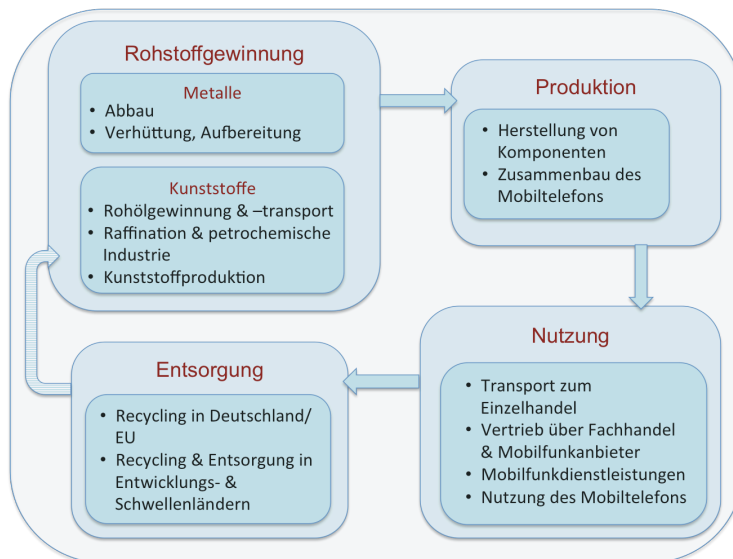 Rohstoffgewinnung
Metalle
• Abbau
• Verhüttung, Aufbereitung
Kunststoffe
• Rohölgewinnung & –transport
• Raffination & petrochemische
Industrie
• Kunststoffproduktion
Produktion
• Herstellung von
Komponenten
• Zusammenbau des
Mobiltelefons
Nutzung
• Transport zum
Einzelhandel
• Vertrieb über Fachhandel
& Mobilfunkanbieter
• Mobilfunkdienstleistungen
• Nutzung des Mobiltelefons
Entsorgung
• Recycling in Deutschland/
EU
• Recycling & Entsorgung in
Entwicklungs- &
Schwellenländern